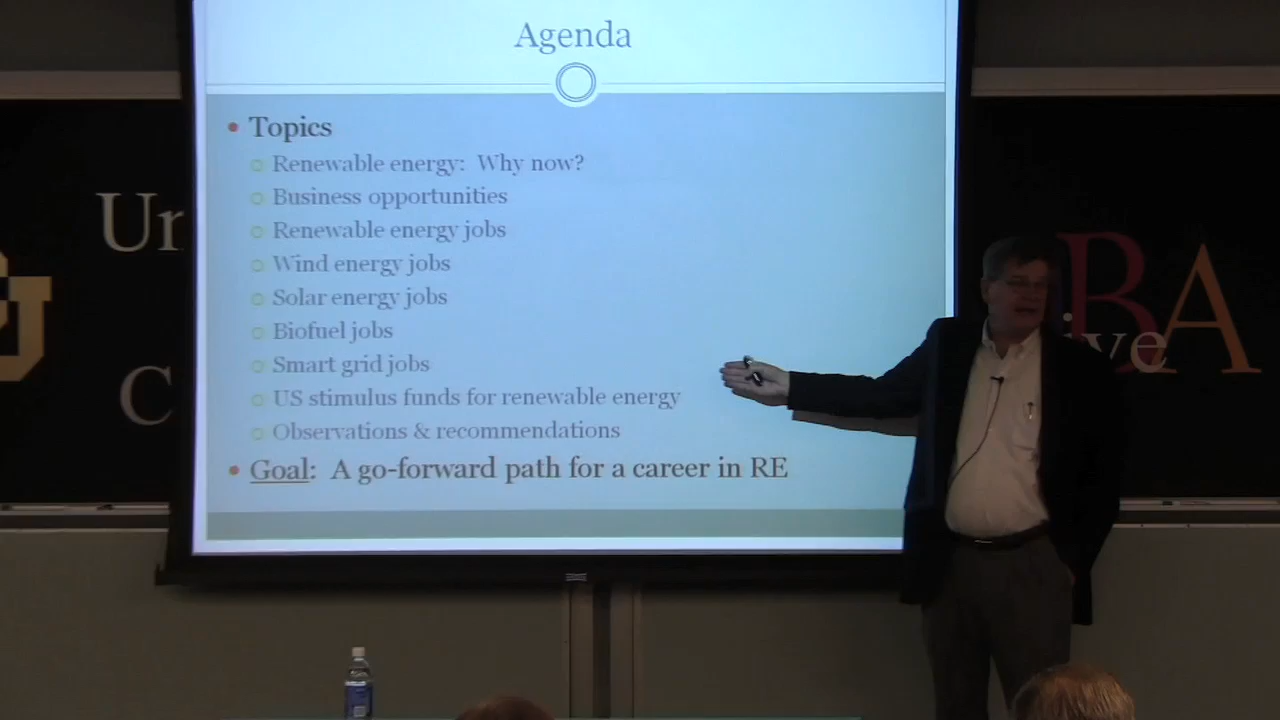 Agenda
Topics
Renewable energy: Why now?
Business opportunities
Renewable energy jobs
Wind energy jobs
Solar energy jobs
Biofuel jobs
Smart grid jobs
US stimulus funds for renewable energy
Observations & recommendations
Goal: A go-forward path for a career in RE